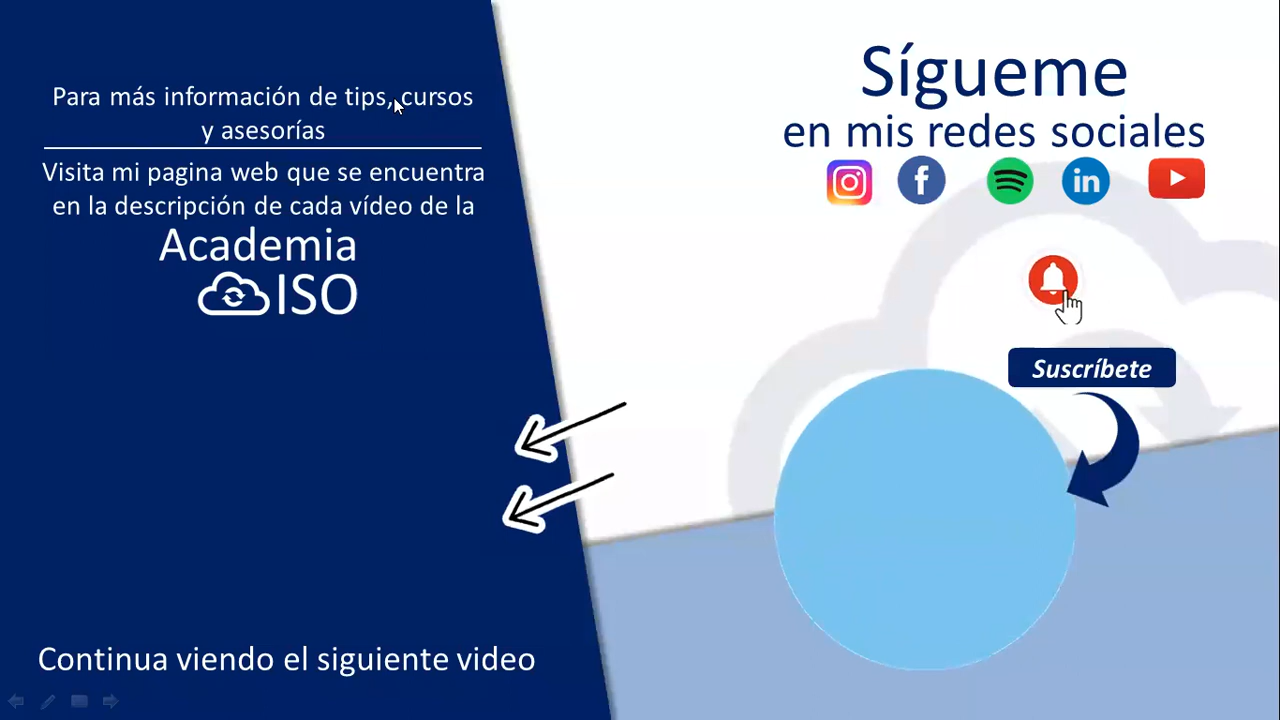 Para más información de tips, cursos
y asesorías
Visita mi pagina web que se encuentra
en la descripción de cada vídeo de la
Academia
ISO
Continua viendo el siguiente video
Sígueme
en mis redes sociales
in
Suscríbete